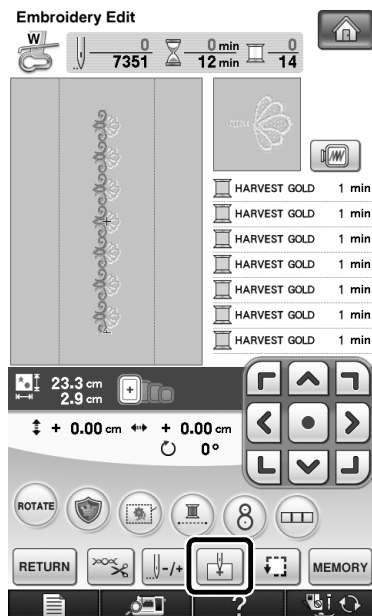 Embroidery Edit
W
0 0 min 0
7351 12 min 14
HARVEST GOLD 1 min
HARVEST GOLD 1 min
HARVEST GOLD 1 min
HARVEST GOLD 1 min
HARVEST GOLD 1 min
HARVEST GOLD 1 min
HARVEST GOLD 1 min
23.3 cm
2.9 cm
+ 0.00 cm + 0.00 cm
0°
ROTATE
8
RETURN -/+ MEMORY
?